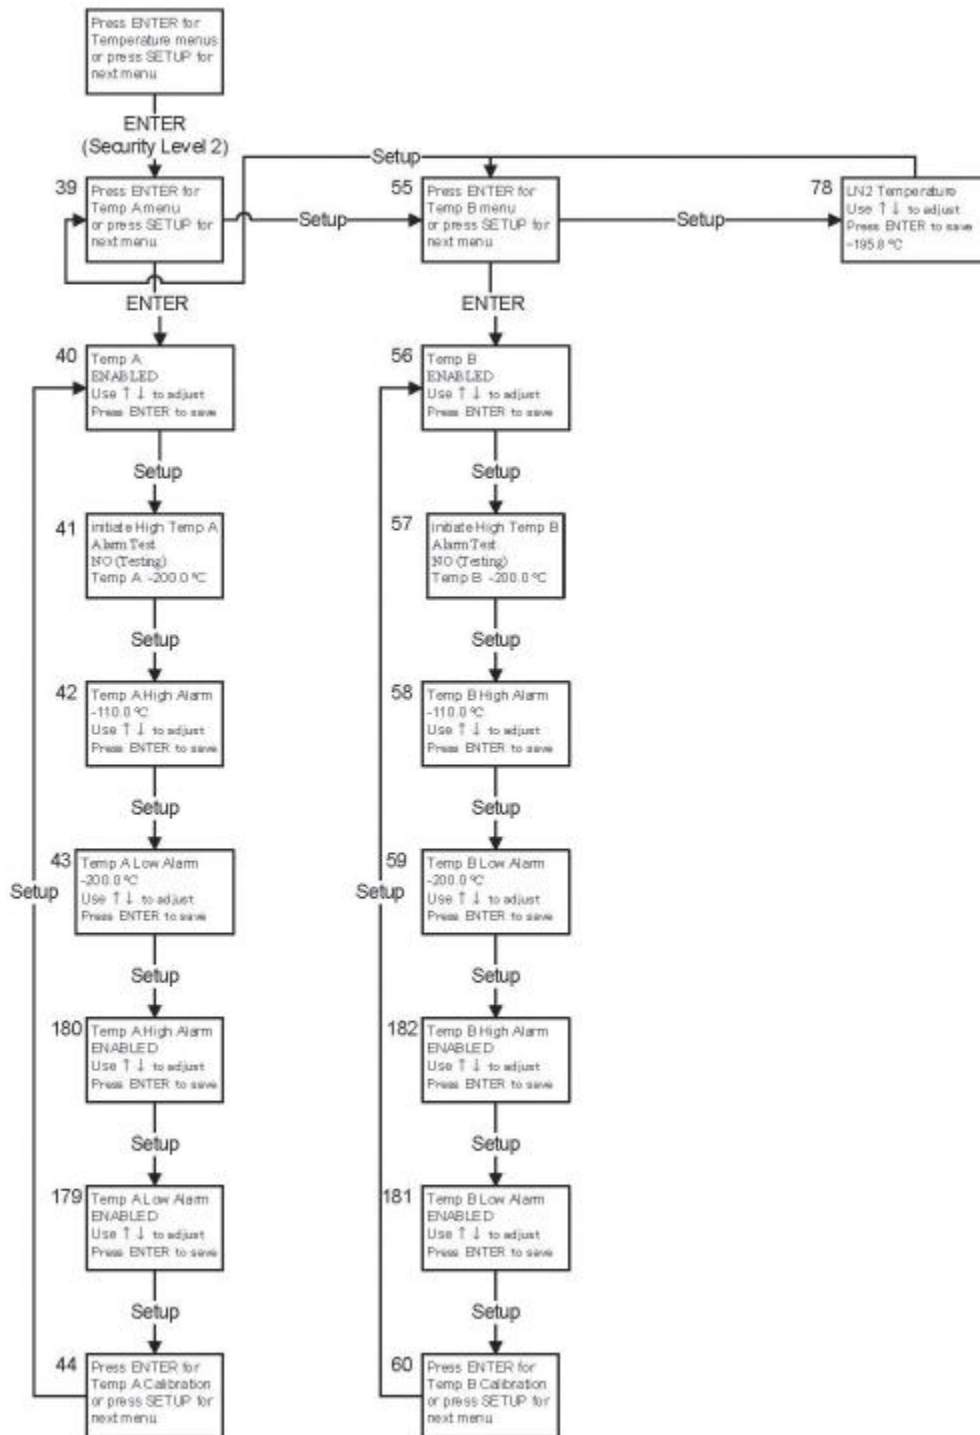 Press ENTER for
Temperature menus
or press SETUP for
next menu
ENTER
(Security Level 2)
Setup
39
Press ENTER for
Temp A menu
or press SETUP for
next menu
Setup
55
Press ENTER for
Temp B menu
or press SETUP for
next menu
Setup
78
LN2 Temperature
Use ↑ ↓ to adjust
Press ENTER to save
-195.8 °C
ENTER
ENTER
40
Temp A
ENABLED
Use ↑ ↓ to adjust
Press ENTER to save
56
Temp B
ENABLED
Use ↑ ↓ to adjust
Press ENTER to save
Setup
Setup
41
initiate High Temp A
Alarm Test
NO (Testing)
Temp A -200.0 °C
57
initiate High Temp B
Alarm Test
NO (Testing)
Temp B -200.0 °C
Setup
Setup
42
Temp A High Alarm
-110.0 °C
Use ↑ ↓ to adjust
Press ENTER to save
58
Temp B High Alarm
-110.0 °C
Use ↑ ↓ to adjust
Press ENTER to save
Setup
Setup
43
Temp A Low Alarm
-200.0 °C
Use ↑ ↓ to adjust
Press ENTER to save
59
Temp B Low Alarm
-200.0 °C
Use ↑ ↓ to adjust
Press ENTER to save
Setup
Setup
Setup
Setup
180
Temp A High Alarm
ENABLED
Use ↑ ↓ to adjust
Press ENTER to save
182
Temp B High Alarm
ENABLED
Use ↑ ↓ to adjust
Press ENTER to save
Setup
Setup
179
Temp A Low Alarm
ENABLED
Use ↑ ↓ to adjust
Press ENTER to save
181
Temp B Low Alarm
ENABLED
Use ↑ ↓ to adjust
Press ENTER to save
Setup
Setup
44
Press ENTER for
Temp A Calibration
or press SETUP for
next menu
60
Press ENTER for
Temp B Calibration
or press SETUP for
next menu